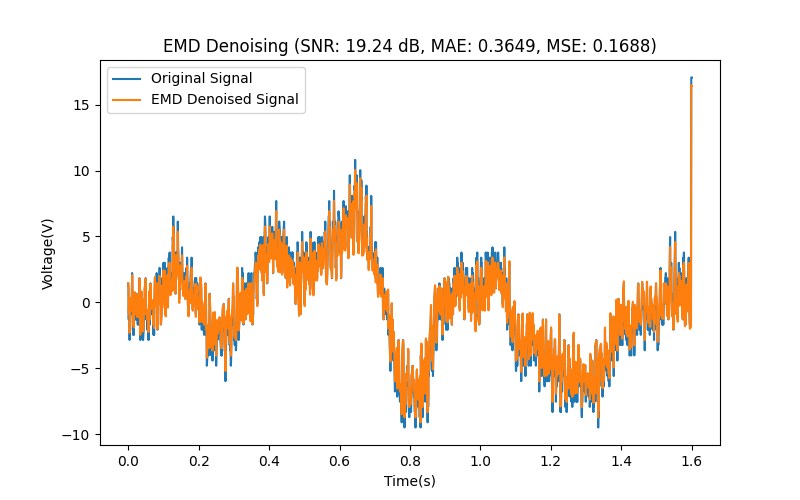 EMD Denoising (SNR: 19.24 dB, MAE: 0.3649, MSE: 0.1688)
Original Signal
EMD Denoised Signal
Voltage(V)
15
10
5
0
−5
−10
0.0 0.2 0.4 0.6 0.8 1.0 1.2 1.4 1.6
Time(s)